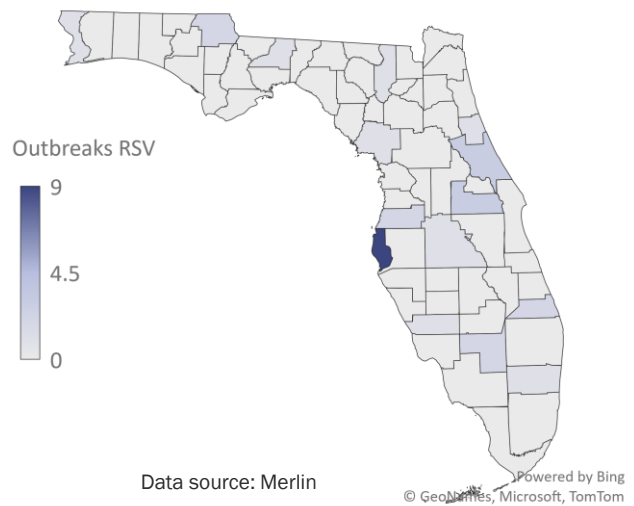 Outbreaks RSV
9
4.5
0
Data source: Merlin
Powered by Bing
© GeoNames, Microsoft, TomTom